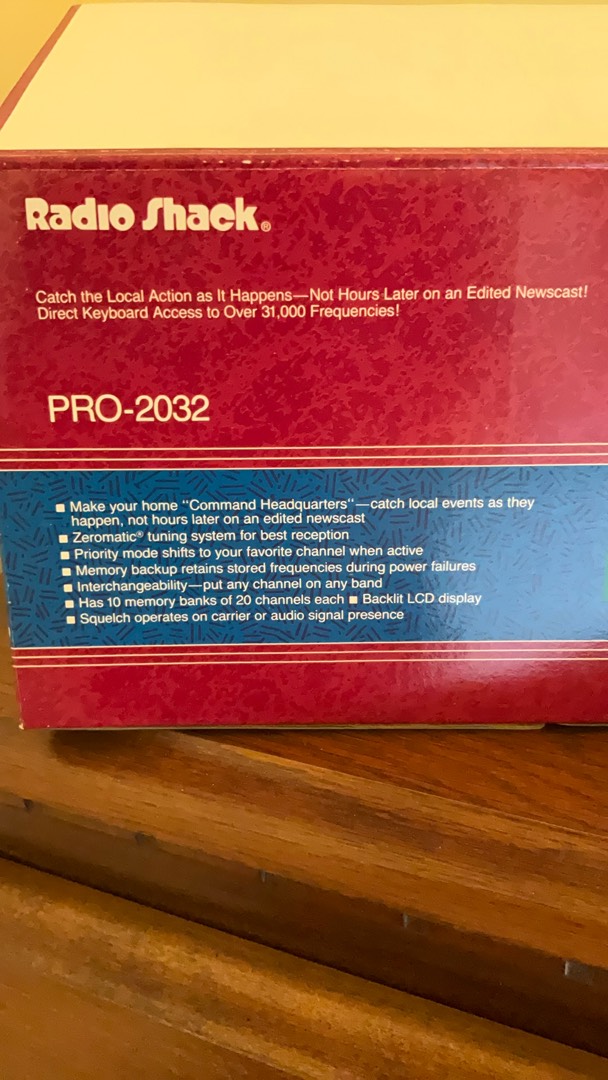 Radio Shack®
Catch the Local Action as It Happens—Not Hours Later on an Edited Newscast!
Direct Keyboard Access to Over 31,000 Frequencies!
PRO-2032
■ Make your home "Command Headquarters"—catch local events as they
happen, not hours later on an edited newscast
■ Zeromatic® tuning system for best reception
■ Priority mode shifts to your favorite channel when active
■ Memory backup retains stored frequencies during power failures
■ Interchangeability—put any channel on any band
■ Has 10 memory banks of 20 channels each ■ Backlit LCD display
■ Squelch operates on carrier or audio signal presence